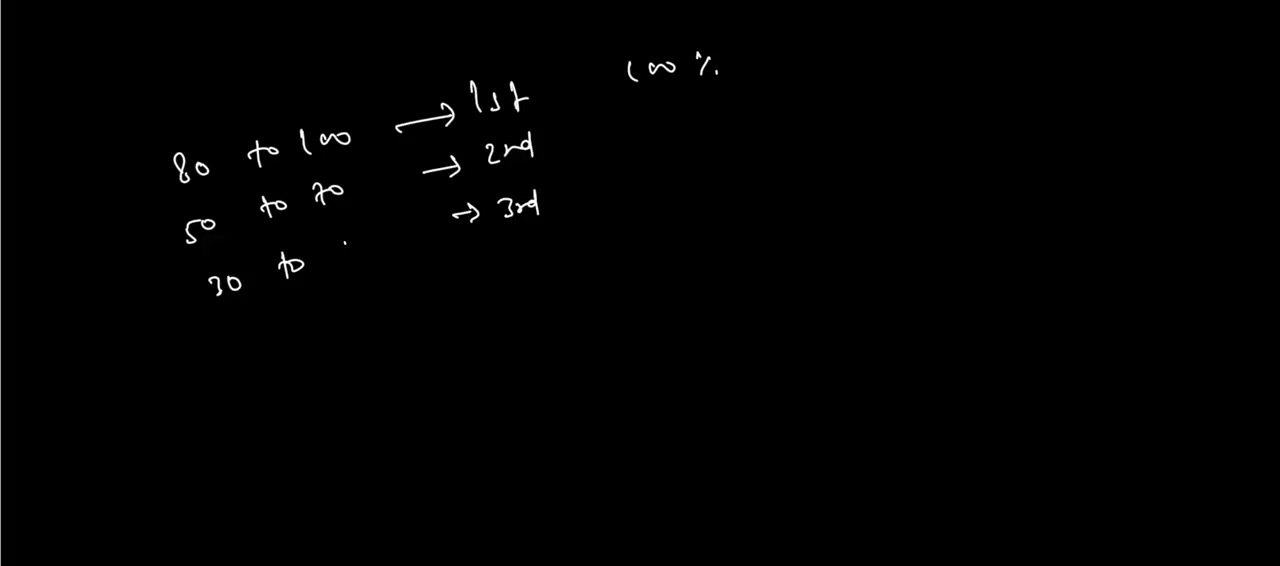 100 %
80 to 100 → 1st
50 to 70 → 2nd
30 to → 3rd